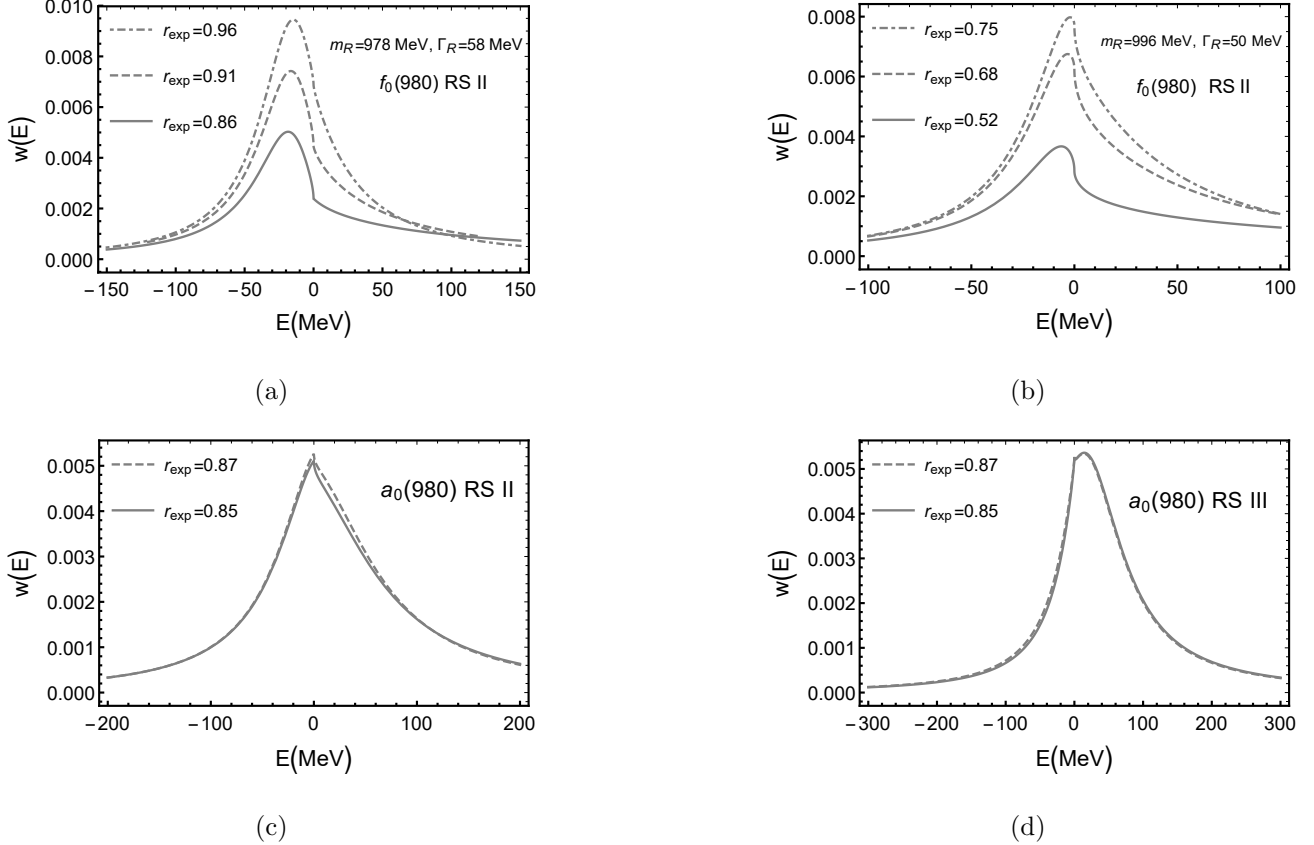 r_exp=0.96
r_exp=0.91
r_exp=0.86
m_R=978 MeV, Γ_R=58 MeV
f_0(980) RS II
w(E)
0.010
0.008
0.006
0.004
0.002
0.000
−150 −100 −50 0 50 100 150
E(MeV)
(a)
r_exp=0.75
r_exp=0.68
r_exp=0.52
m_R=996 MeV, Γ_R=50 MeV
f_0(980) RS II
w(E)
0.008
0.006
0.004
0.002
0.000
−100 −50 0 50 100
E(MeV)
(b)
r_exp=0.87
r_exp=0.85
a_0(980) RS II
w(E)
0.005
0.004
0.003
0.002
0.001
0.000
−200 −100 0 100 200
E(MeV)
(c)
r_exp=0.87
r_exp=0.85
a_0(980) RS III
w(E)
0.005
0.004
0.003
0.002
0.001
0.000
−300 −200 −100 0 100 200 300
E(MeV)
(d)